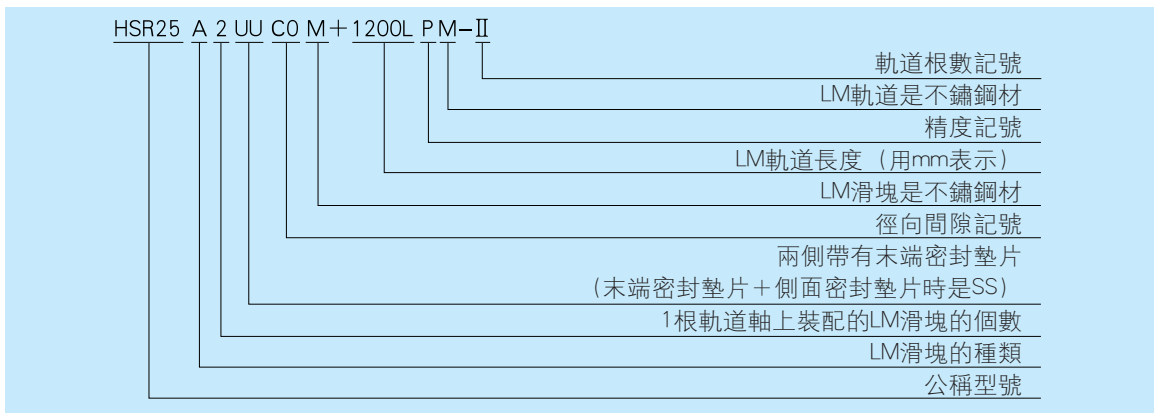 HSR25 A 2 UU C0 M+1200L P M-Ⅱ
軌道根數記號
LM軌道是不鏽鋼材
精度記號
LM軌道長度（用mm表示）
LM滑塊是不鏽鋼材
徑向間隙記號
兩側帶有末端密封墊片
（末端密封墊片＋側面密封墊片時是SS）
1根軌道軸上裝配的LM滑塊的個數
LM滑塊的種類
公稱型號